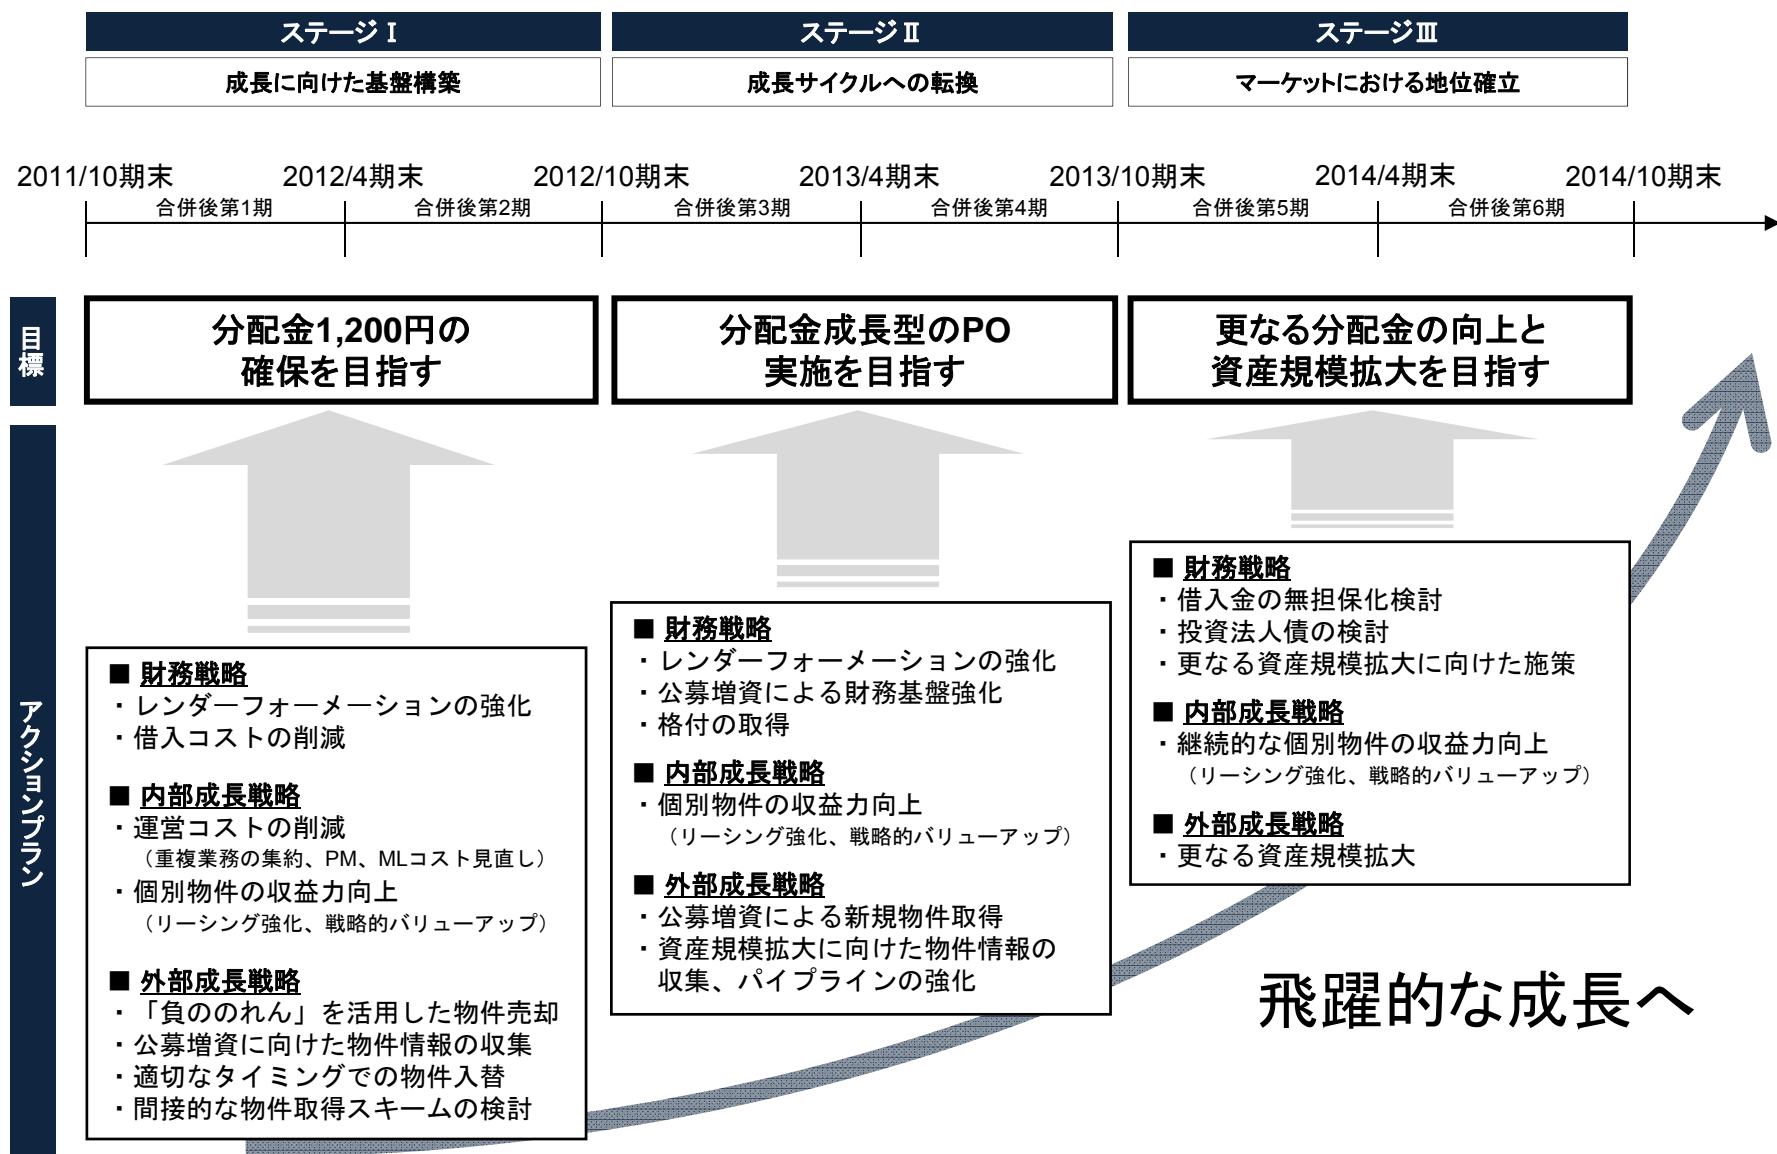 ステージⅠ
成長に向けた基盤構築
ステージⅡ
成長サイクルへの転換
ステージⅢ
マーケットにおける地位確立
2011/10期末
2012/4期末
2012/10期末
2013/4期末
2013/10期末
2014/4期末
2014/10期末
合併後第1期
合併後第2期
合併後第3期
合併後第4期
合併後第5期
合併後第6期
目標
分配金1,200円の
確保を目指す
分配金成長型のPO
実施を目指す
更なる分配金の向上と
資産規模拡大を目指す
アクションプラン
■ 財務戦略
・レンダーフォーメーションの強化
・借入コストの削減
■ 内部成長戦略
・運営コストの削減
（重複業務の集約、PM、MLコスト見直し）
・個別物件の収益力向上
（リーシング強化、戦略的バリューアップ）
■ 外部成長戦略
・「負ののれん」を活用した物件売却
・公募増資に向けた物件情報の収集
・適切なタイミングでの物件入替
・間接的な物件取得スキームの検討
■ 財務戦略
・レンダーフォーメーションの強化
・公募増資による財務基盤強化
・格付の取得
■ 内部成長戦略
・個別物件の収益力向上
（リーシング強化、戦略的バリューアップ）
■ 外部成長戦略
・公募増資による新規物件取得
・資産規模拡大に向けた物件情報の
収集、パイプラインの強化
■ 財務戦略
・借入金の無担保化検討
・投資法人債の検討
・更なる資産規模拡大に向けた施策
■ 内部成長戦略
・継続的な個別物件の収益力向上
（リーシング強化、戦略的バリューアップ）
■ 外部成長戦略
・更なる資産規模拡大
飛躍的な成長へ